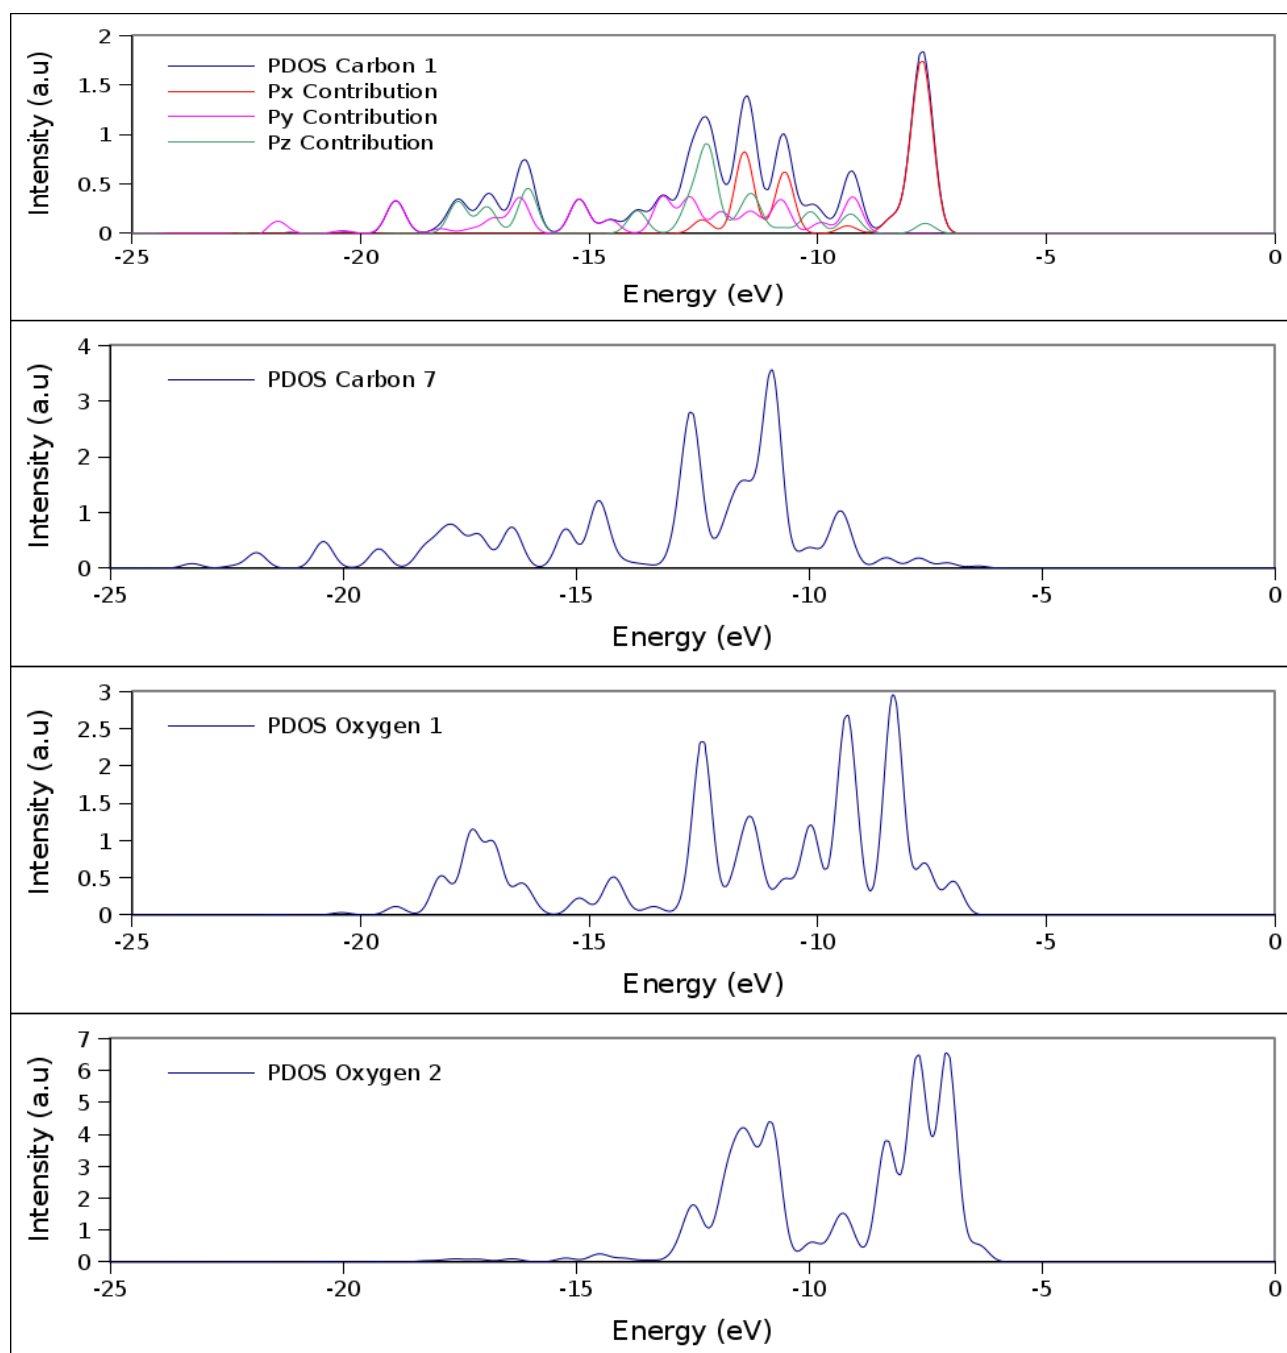 2
1.5
1
0.5
0
Intensity (a.u)
PDOS Carbon 1
Px Contribution
Py Contribution
Pz Contribution
-25 -20 -15 -10 -5 0
Energy (eV)
4
3
2
1
0
Intensity (a.u)
PDOS Carbon 7
-25 -20 -15 -10 -5 0
Energy (eV)
3
2.5
2
1.5
1
0.5
0
Intensity (a.u)
PDOS Oxygen 1
-25 -20 -15 -10 -5 0
Energy (eV)
7
6
5
4
3
2
1
0
Intensity (a.u)
PDOS Oxygen 2
-25 -20 -15 -10 -5 0
Energy (eV)